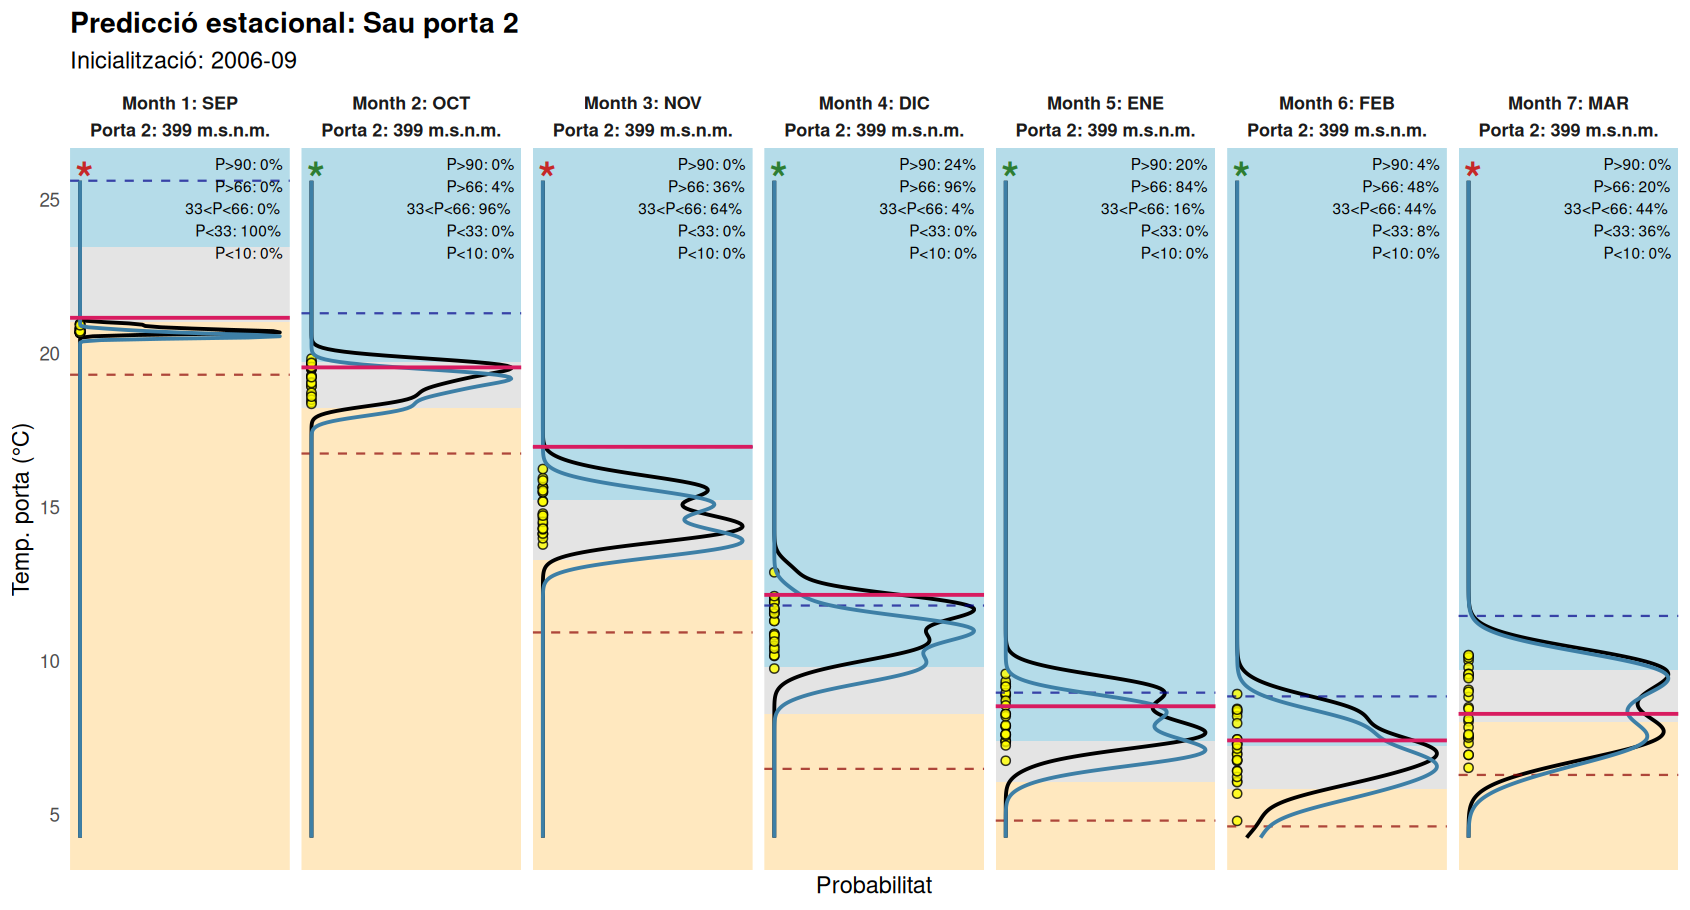 Predicció estacional: Sau porta 2
Inicialització: 2006-09
Month 1: SEP
Porta 2: 399 m.s.n.m.
Month 2: OCT
Porta 2: 399 m.s.n.m.
Month 3: NOV
Porta 2: 399 m.s.n.m.
Month 4: DIC
Porta 2: 399 m.s.n.m.
Month 5: ENE
Porta 2: 399 m.s.n.m.
Month 6: FEB
Porta 2: 399 m.s.n.m.
Month 7: MAR
Porta 2: 399 m.s.n.m.
*
P>90: 0%
P>66: 0%
33<P<66: 0%
P<33: 100%
P<10: 0%
*
P>90: 0%
P>66: 4%
33<P<66: 96%
P<33: 0%
P<10: 0%
*
P>90: 0%
P>66: 36%
33<P<66: 64%
P<33: 0%
P<10: 0%
*
P>90: 24%
P>66: 96%
33<P<66: 4%
P<33: 0%
P<10: 0%
*
P>90: 20%
P>66: 84%
33<P<66: 16%
P<33: 0%
P<10: 0%
*
P>90: 4%
P>66: 48%
33<P<66: 44%
P<33: 8%
P<10: 0%
*
P>90: 0%
P>66: 20%
33<P<66: 44%
P<33: 36%
P<10: 0%
25
20
15
10
5
Temp. porta (°C)
Probabilitat